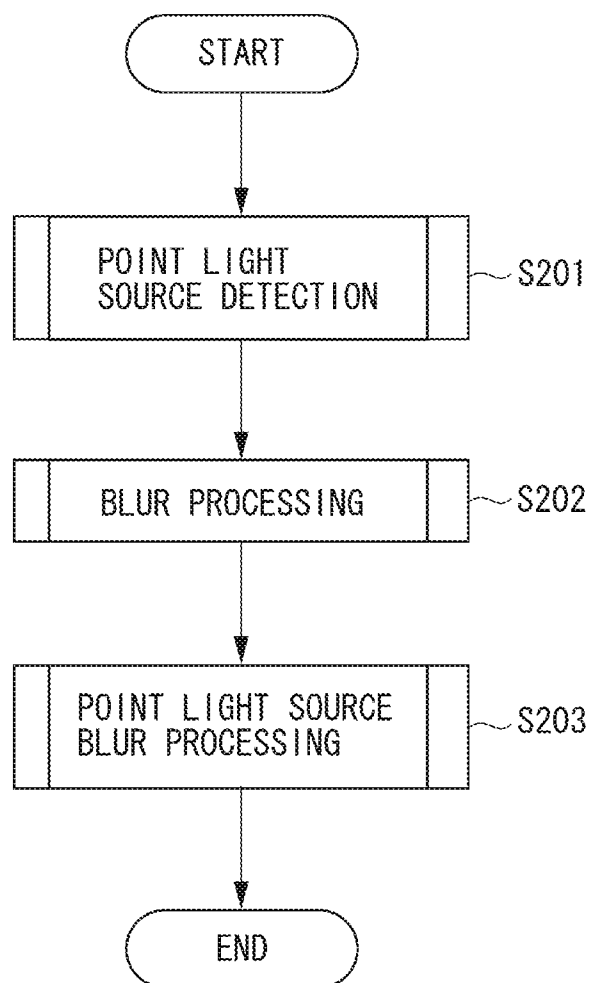 START
POINT LIGHT
SOURCE DETECTION
S201
BLUR PROCESSING
S202
POINT LIGHT SOURCE
BLUR PROCESSING
S203
END